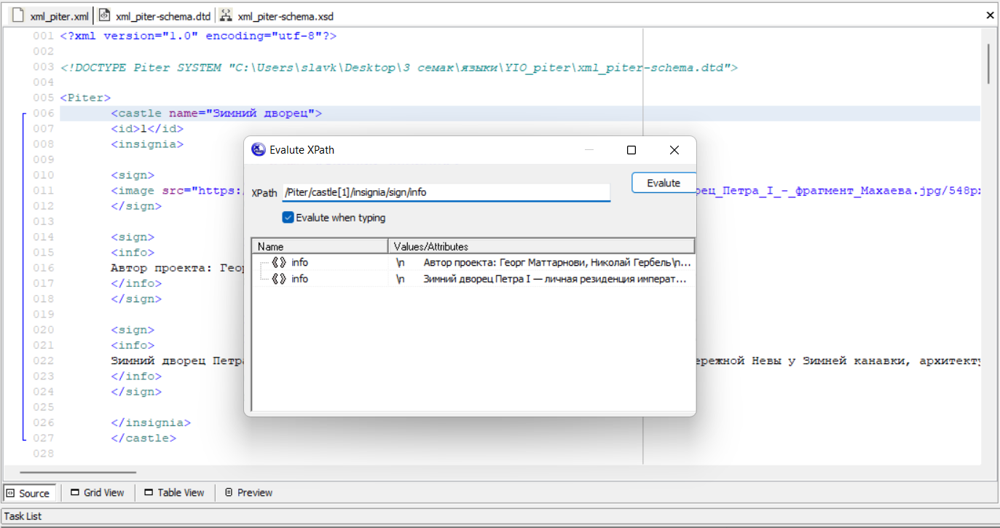 xml_piter.xml xml_piter-schema.dtd xml_piter-schema.xsd
001 <?xml version="1.0" encoding="utf-8"?>
002
003 <!DOCTYPE Piter SYSTEM "C:\Users\slavk\Desktop\3 семак\языки\YIO_piter\xml_piter-schema.dtd">
004
005 <Piter>
006 <castle name="Зимний дворец">
007 <id>1</id>
008 <insignia>
009
010 <sign>
011 <image src="https:
рец_Петра_I_-_фрагмент_Махаева.jpg/548px
012 </sign>
013
014 <sign>
015 <info>
016 Автор проекта: Геор
017 </info>
018 </sign>
019
020 <sign>
021 <info>
022 Зимний дворец Петра
ережной Невы у Зимней канавки, архитекту
023 </info>
024 </sign>
025
026 </insignia>
027 </castle>
028
Evalute XPath
XPath /Piter/castle[1]/insignia/sign/info
Evalute
Evalute when typing
Name Values/Attributes
info \n Автор проекта: Георг Маттарнови, Николай Гербель\n...
info \n Зимний дворец Петра I — личная резиденция императ...
Source Grid View Table View Preview
Task List